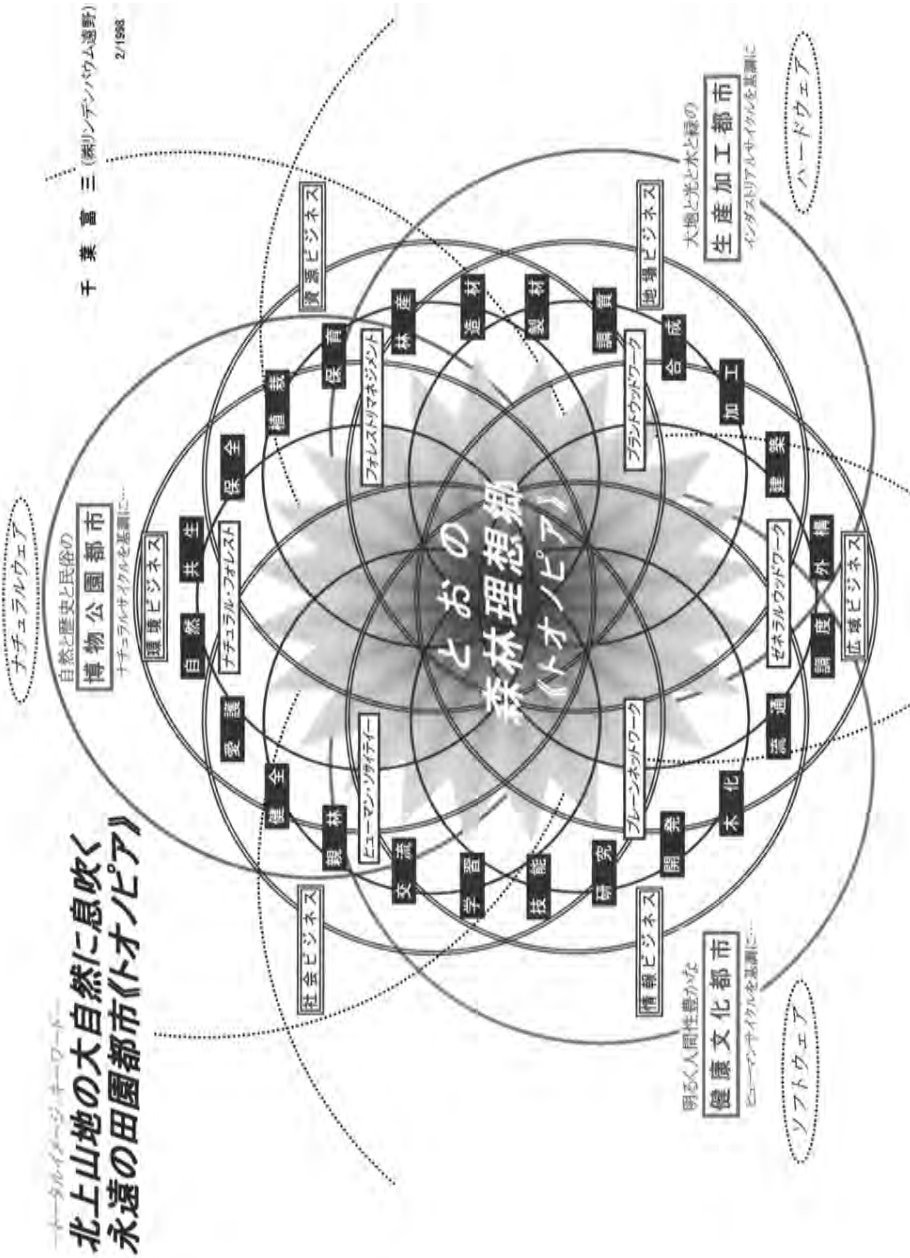 トータルイメージ キーワード
北上山地の大自然に息吹く
永遠の田園都市《トオノピア》
千葉富三(㈱リンデンバウム遠野)
2/1998
ナチュラルウェア
自然と歴史と民俗の
博物公園都市
ナチュラルサイクルを基調に…
環境ビジネス
自然
共生
ナチュラル・フォレスト
愛護
保全
健全
植栽
社会ビジネス
資源ビジネス
親林
保育
ヒューマン・ソサイティー
フォレストリマネジメント
交流
林産
学習
造材
とおの
森林理想郷
《トオノピア》
技能
製材
研究
調質
ブレーンネットワーク
プラントウッドワーク
情報ビジネス
地場ビジネス
開発
合成
木化
加工
明るく人間性豊かな
健康文化都市
ヒューマンサイクルを基調に…
大地と光と水と緑の
生産加工都市
インダストリアルサイクルを基調に
流通
建築
ゼネラルウッドワーク
調度
外構
広域ビジネス
ソフトウェア
ハードウェア